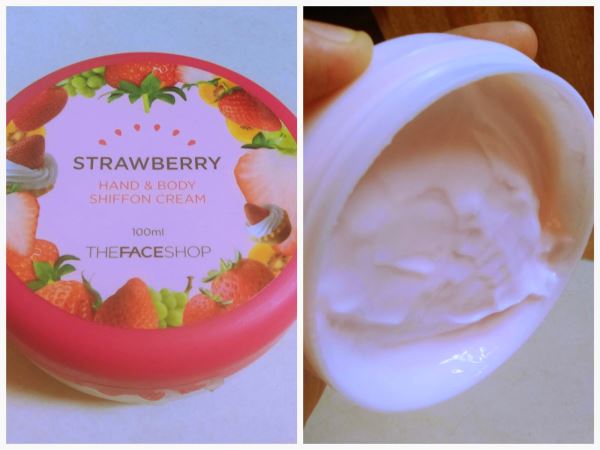 STRAWBERRY
HAND & BODY
SHIFFON CREAM
100ml
THEFACESHOP